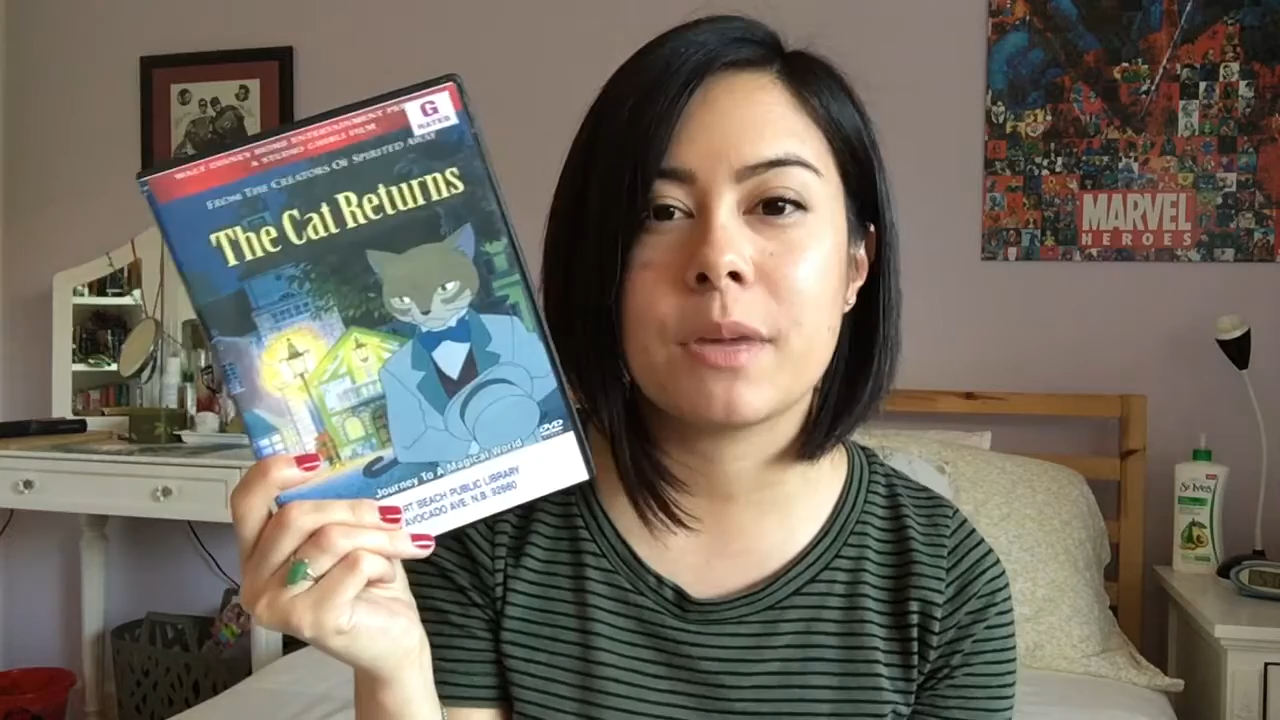 WALT DISNEY HOME ENTERTAINMENT
A STUDIO GHIBLI FILM
G
RATED
FROM THE CREATORS OF SPIRITED AWAY
The Cat Returns
DVD
Journey To A Magical World
RT BEACH PUBLIC LIBRARY
AVOCADO AVE. N.B. 92660
MARVEL
HEROES
St. Ives